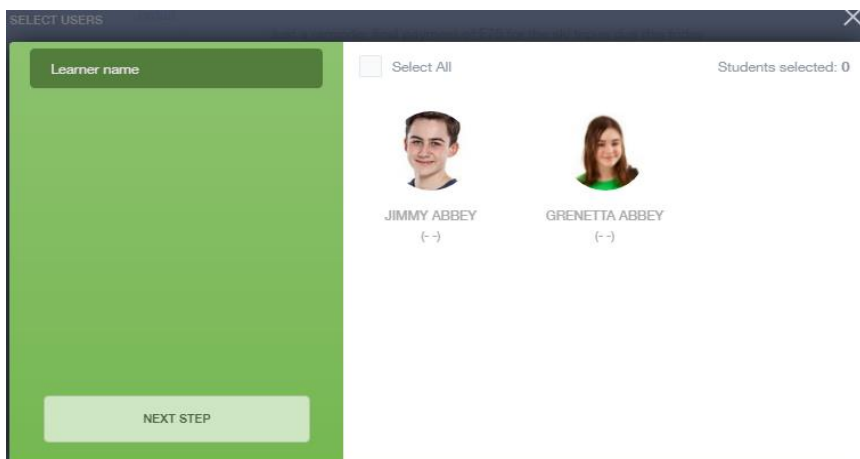 SELECT USERS
Learner name
Select All
Students selected: 0
JIMMY ABBEY
(- -)
GRENETTA ABBEY
(- -)
NEXT STEP